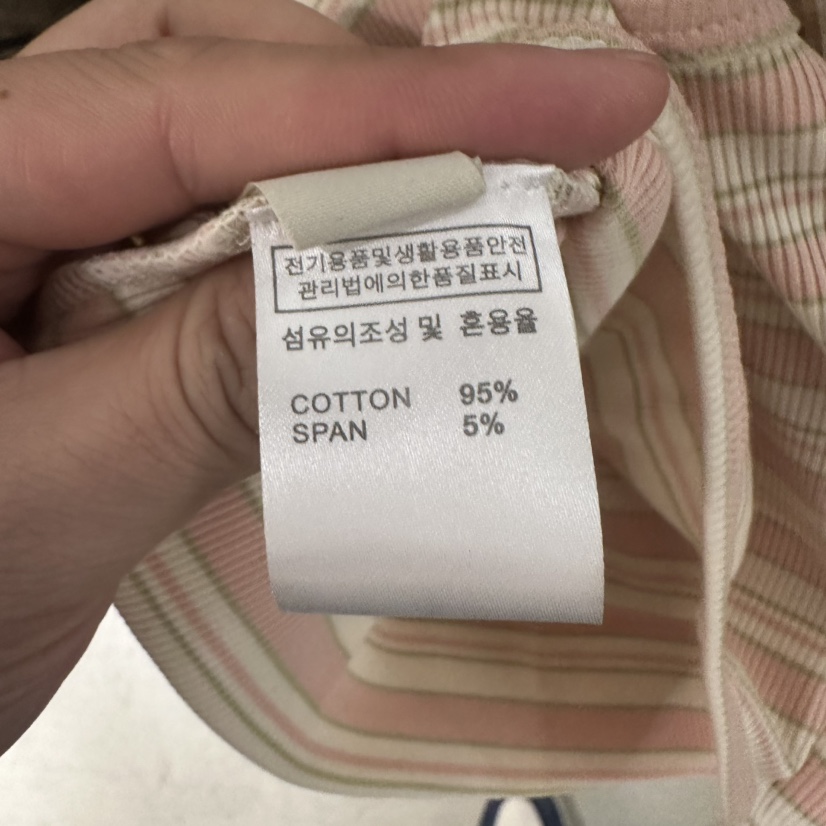 전기용품및생활용품안전
관리법에의한품질표시
섬유의조성 및 혼용율
COTTON 95%
SPAN 5%